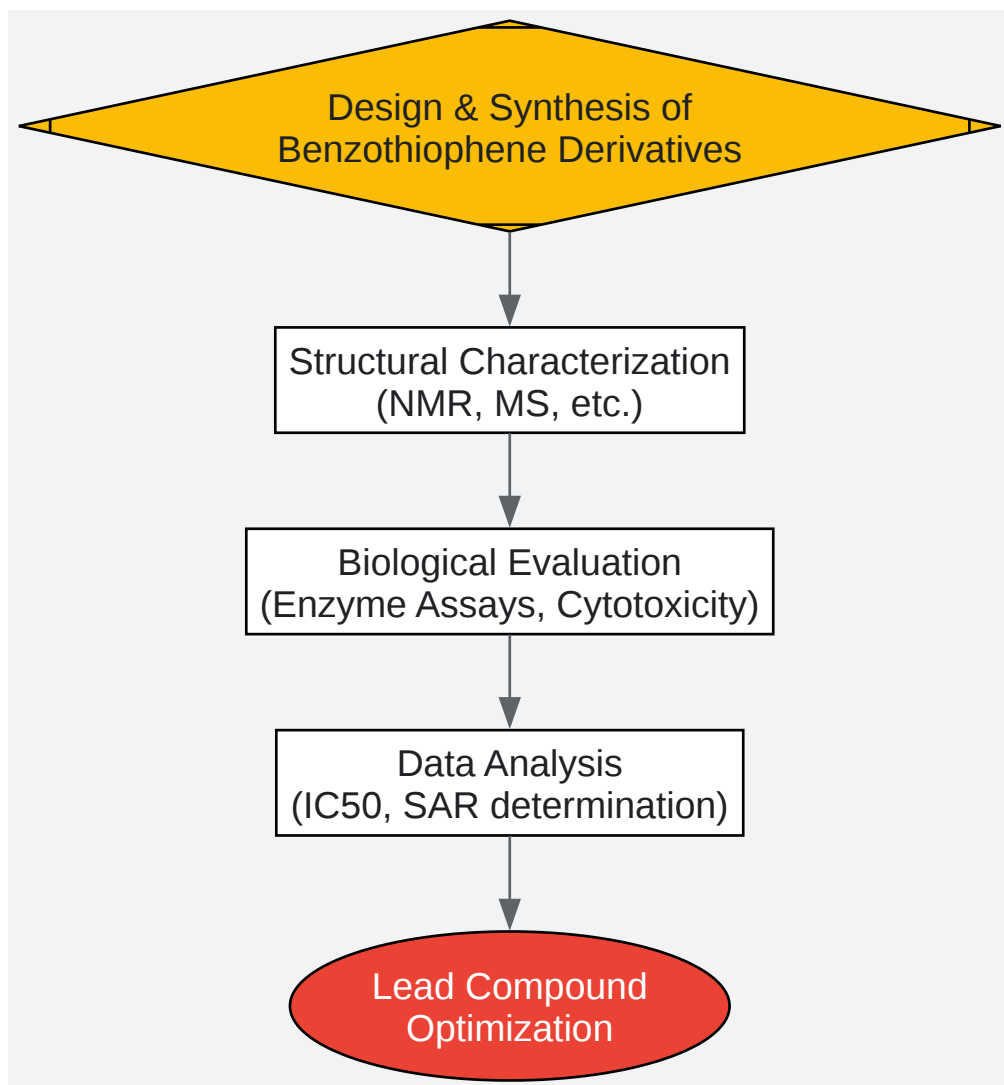 Design & Synthesis of
Benzothiophene Derivatives
Structural Characterization
(NMR, MS, etc.)
Biological Evaluation
(Enzyme Assays, Cytotoxicity)
Data Analysis
(IC50, SAR determination)
Lead Compound
Optimization